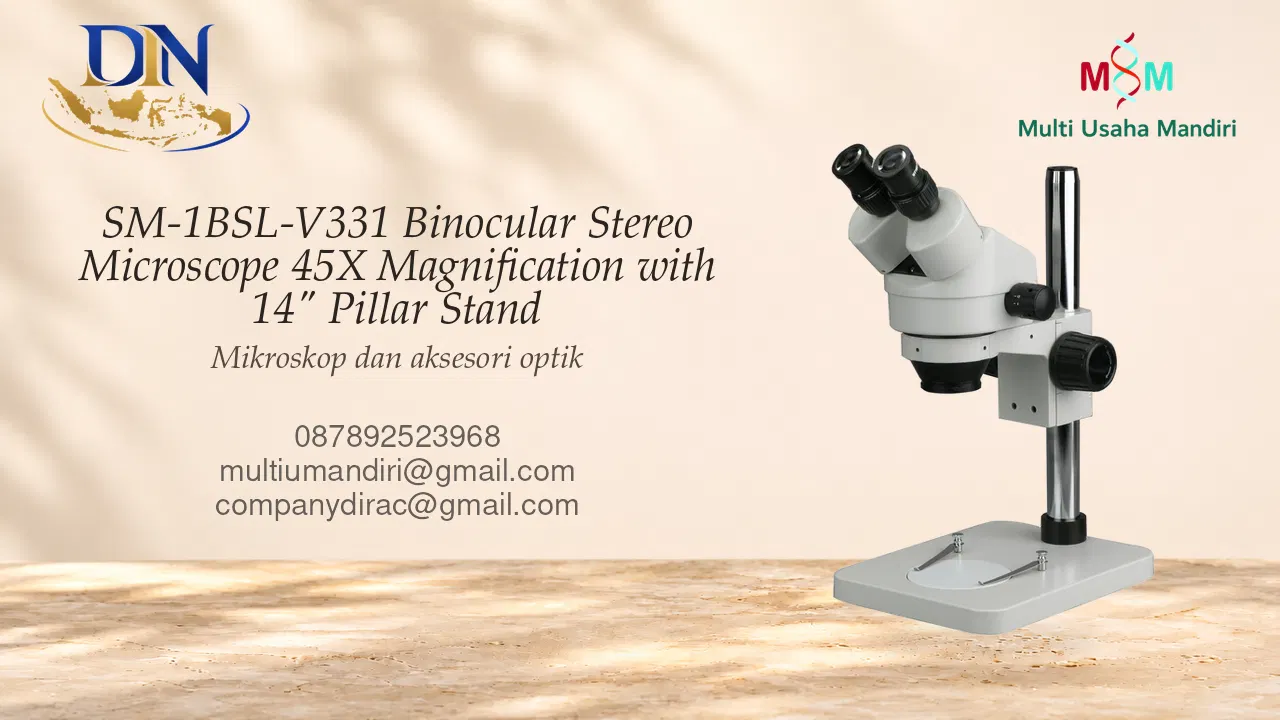 DIN
MSM
Multi Usaha Mandiri
SM-1BSL-V331 Binocular Stereo
Microscope 45X Magnification with
14" Pillar Stand
Mikroskop dan aksesori optik
087892523968
multiumandiri@gmail.com
companydirac@gmail.com